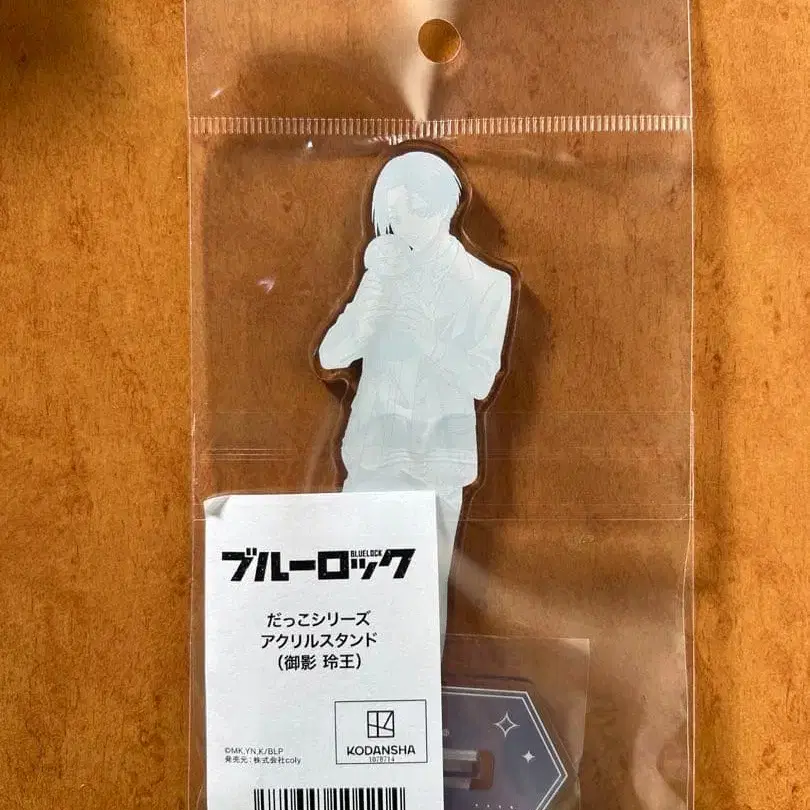 ブルーロック
BLUELOCK
だっこシリーズ
アクリルスタンド
(御影 玲王)
KODANSHA
1078714
©MK,YN,K/BLP
発売元:株式会社coly